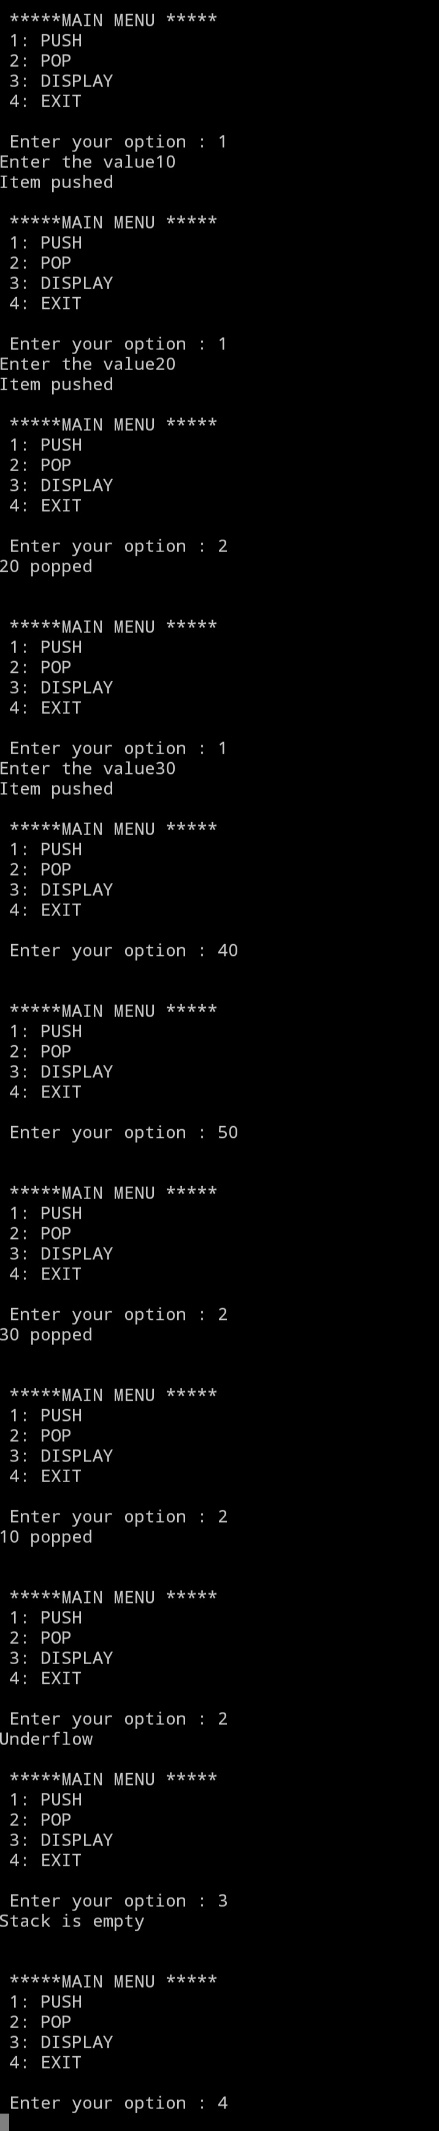 *****MAIN MENU *****
1: PUSH
2: POP
3: DISPLAY
4: EXIT
Enter your option : 1
Enter the value10
Item pushed
*****MAIN MENU *****
1: PUSH
2: POP
3: DISPLAY
4: EXIT
Enter your option : 1
Enter the value20
Item pushed
*****MAIN MENU *****
1: PUSH
2: POP
3: DISPLAY
4: EXIT
Enter your option : 2
20 popped
*****MAIN MENU *****
1: PUSH
2: POP
3: DISPLAY
4: EXIT
Enter your option : 1
Enter the value30
Item pushed
*****MAIN MENU *****
1: PUSH
2: POP
3: DISPLAY
4: EXIT
Enter your option : 40
*****MAIN MENU *****
1: PUSH
2: POP
3: DISPLAY
4: EXIT
Enter your option : 50
*****MAIN MENU *****
1: PUSH
2: POP
3: DISPLAY
4: EXIT
Enter your option : 2
30 popped
*****MAIN MENU *****
1: PUSH
2: POP
3: DISPLAY
4: EXIT
Enter your option : 2
10 popped
*****MAIN MENU *****
1: PUSH
2: POP
3: DISPLAY
4: EXIT
Enter your option : 2
Underflow
*****MAIN MENU *****
1: PUSH
2: POP
3: DISPLAY
4: EXIT
Enter your option : 3
Stack is empty
*****MAIN MENU *****
1: PUSH
2: POP
3: DISPLAY
4: EXIT
Enter your option : 4